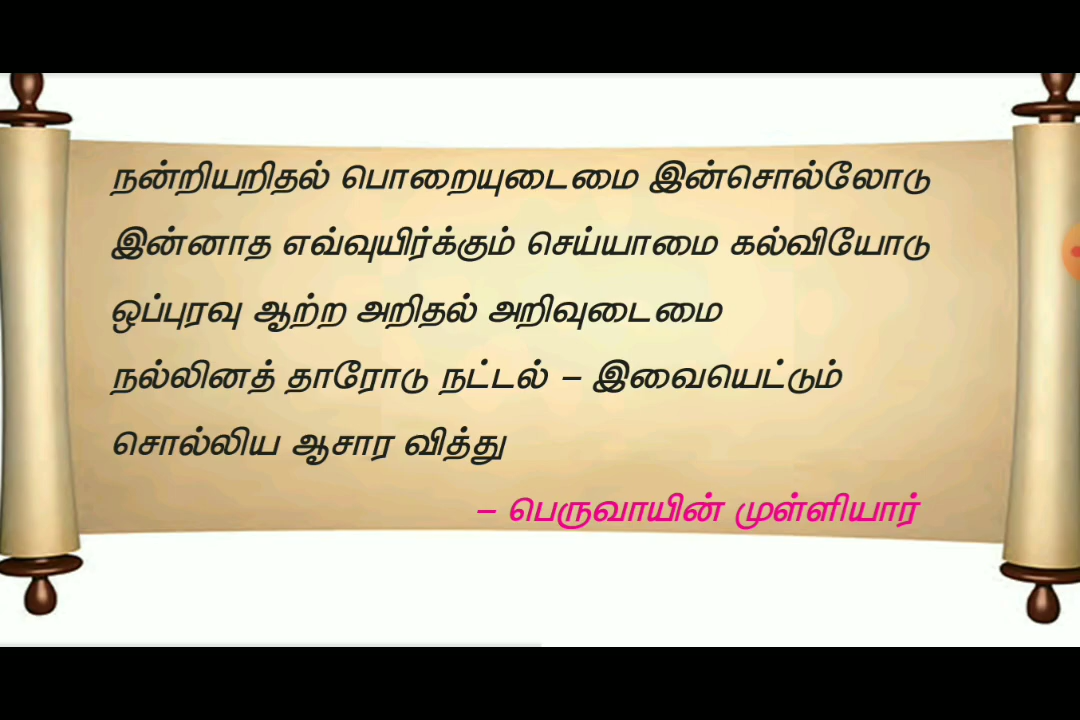 நன்றியறிதல் பொறையுடைமை இன்சொல்லோடு
இன்னாத எவ்வுயிர்க்கும் செய்யாமை கல்வியோடு
ஒப்புரவு ஆற்ற அறிதல் அறிவுடைமை
நல்லினத் தாரோடு நட்டல் – இவையெட்டும்
சொல்லிய ஆசார வித்து
– பெருவாயின் முள்ளியார்